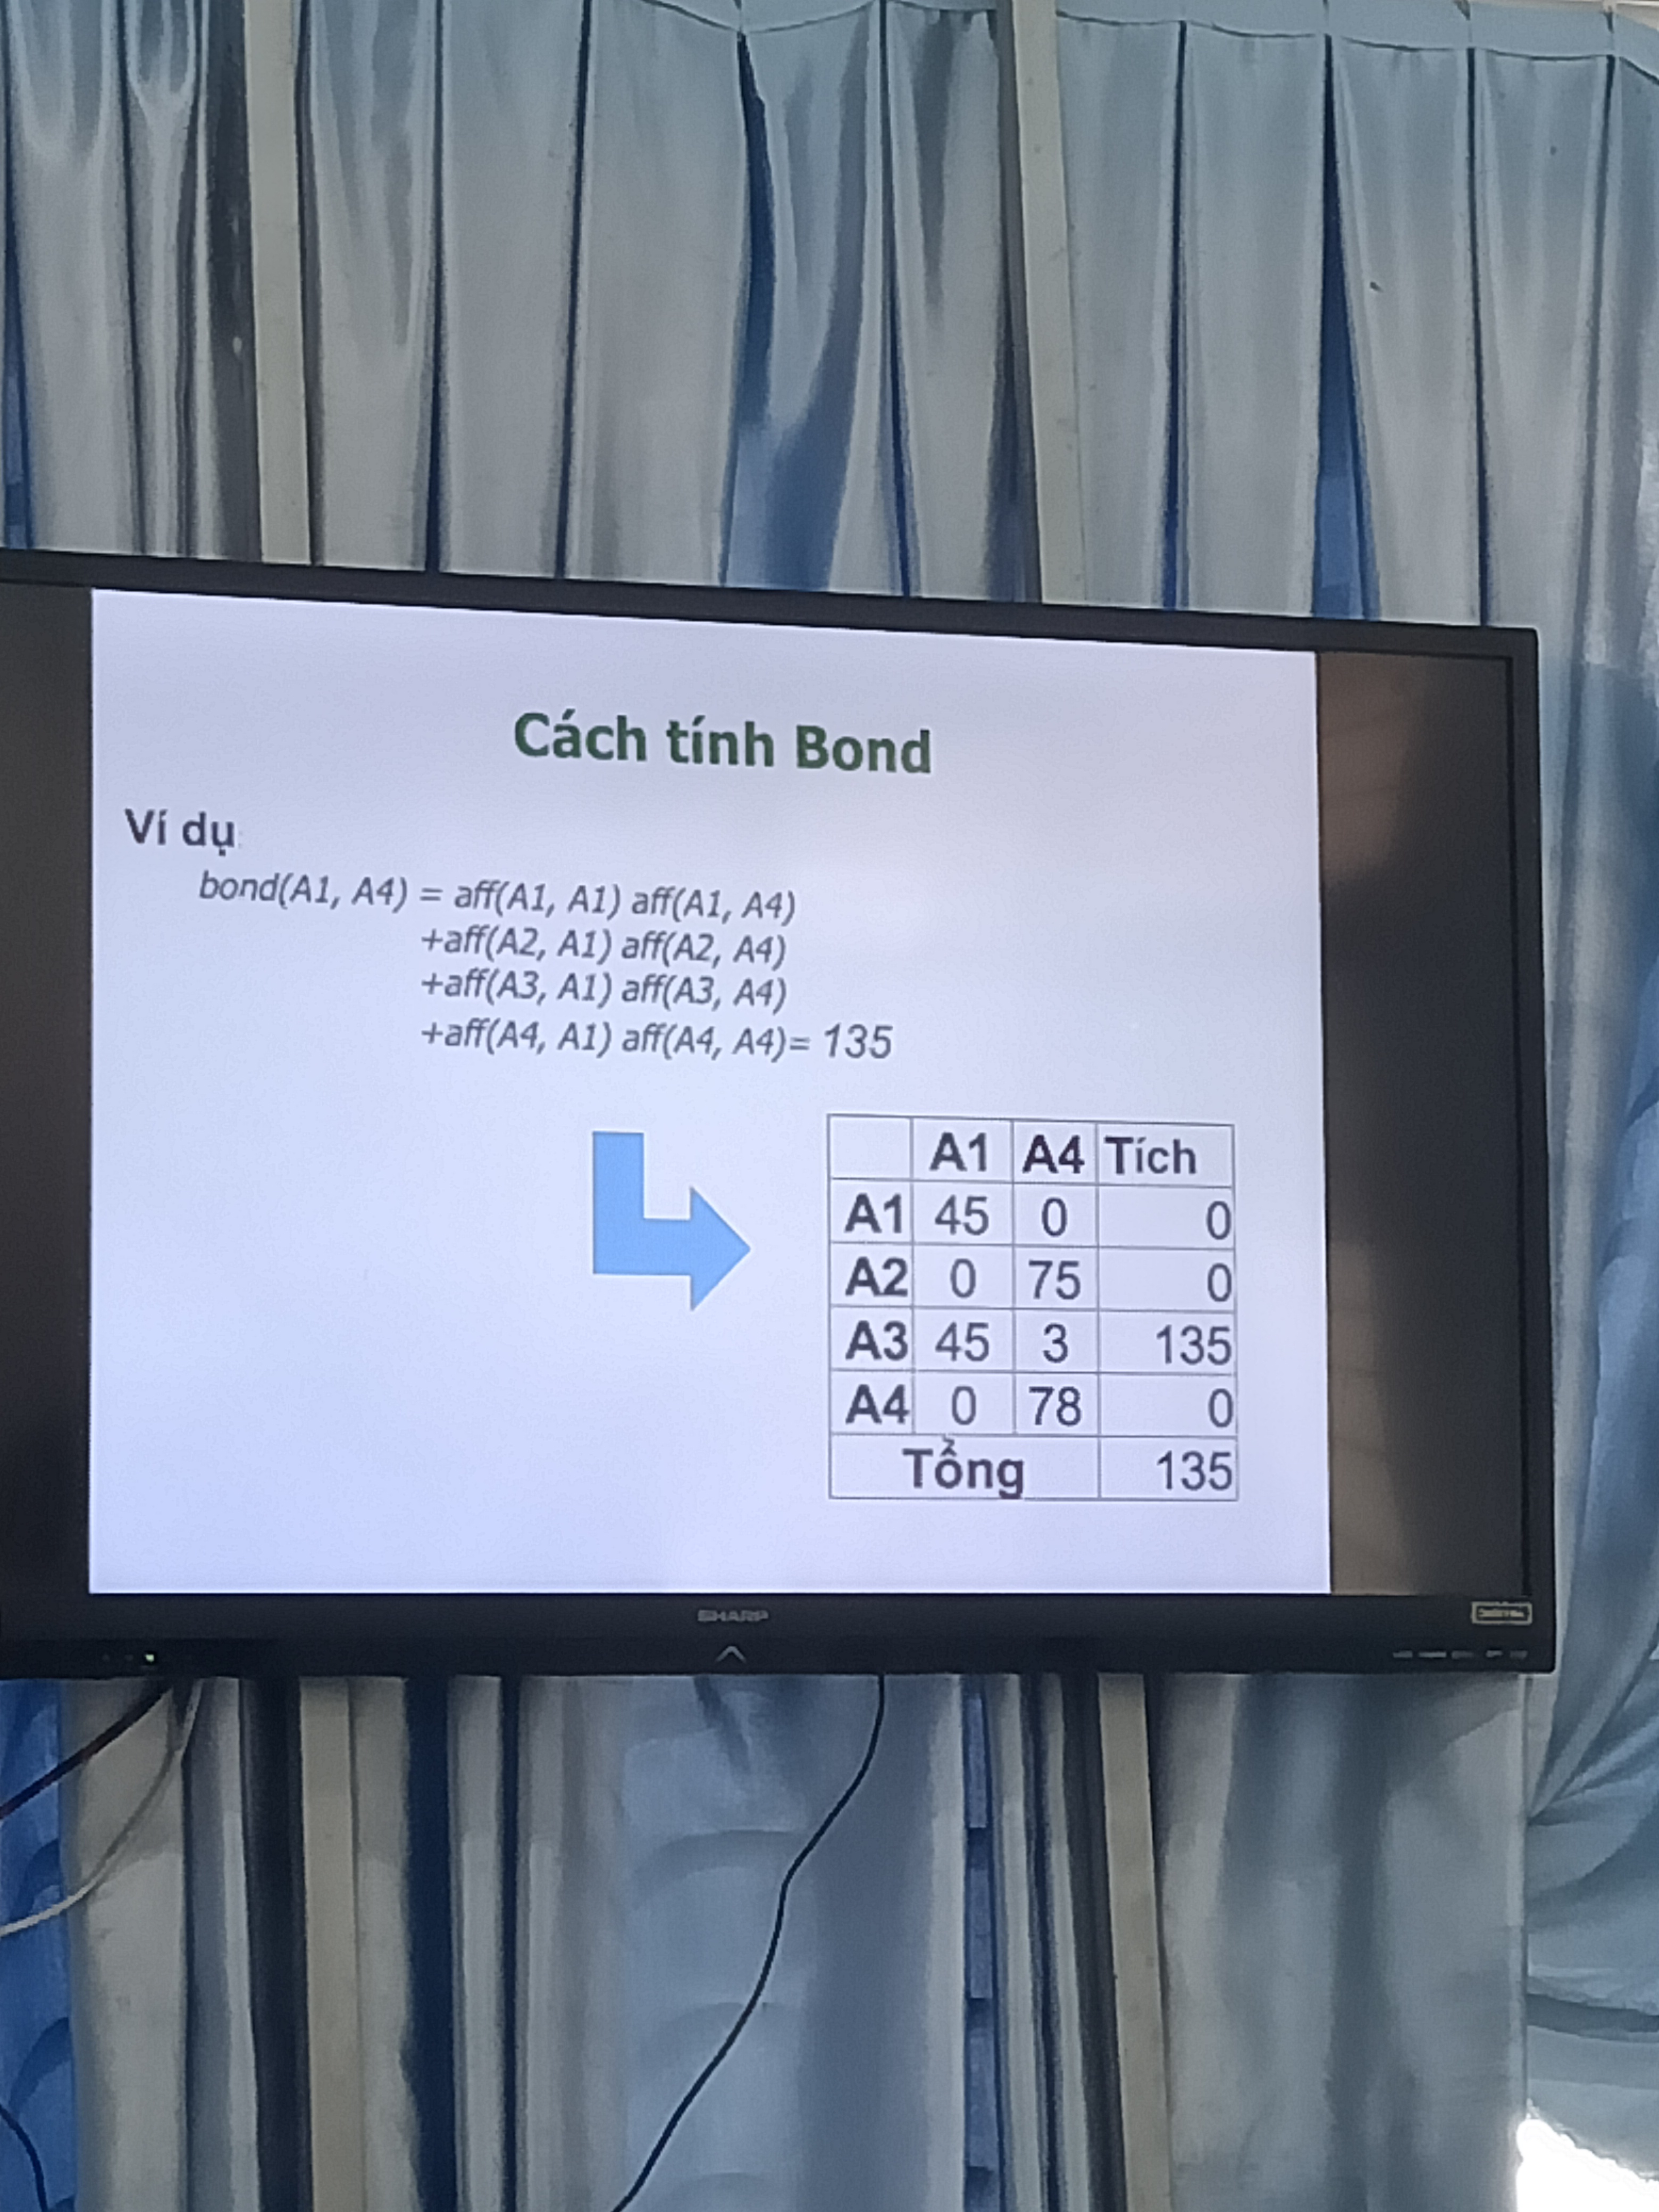 Cách tính Bond
Ví dụ:
bond(A1, A4) = aff(A1, A1) aff(A1, A4)
+aff(A2, A1) aff(A2, A4)
+aff(A3, A1) aff(A3, A4)
+aff(A4, A1) aff(A4, A4)= 135
A1 A4 Tích
A1 45 0 0
A2 0 75 0
A3 45 3 135
A4 0 78 0
Tổng 135
SHARP